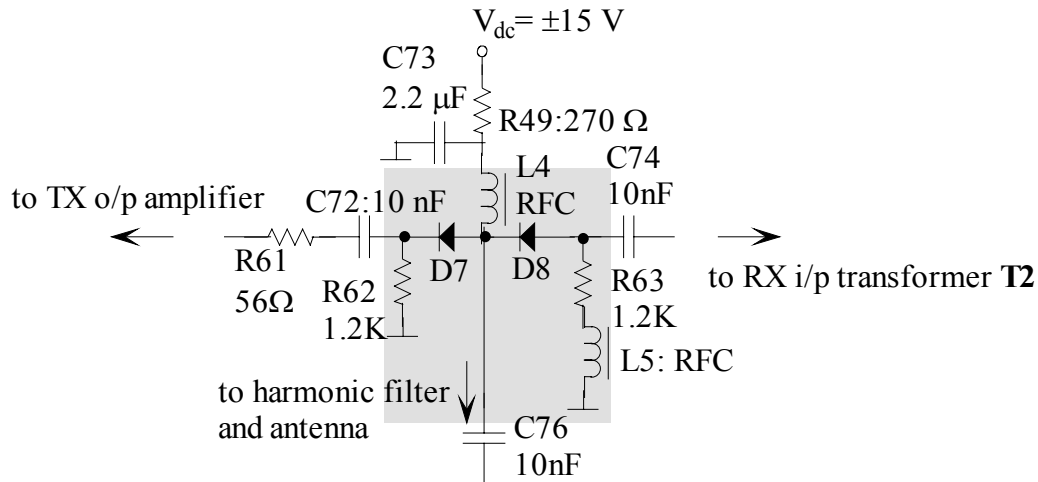 V_dc= ±15 V
C73
2.2 μF
R49:270 Ω
C74
10nF
L4
RFC
to TX o/p amplifier
C72:10 nF
R61
56Ω
R62
1.2K
D7
D8
R63
1.2K
to RX i/p transformer T2
L5: RFC
to harmonic filter
and antenna
C76
10nF